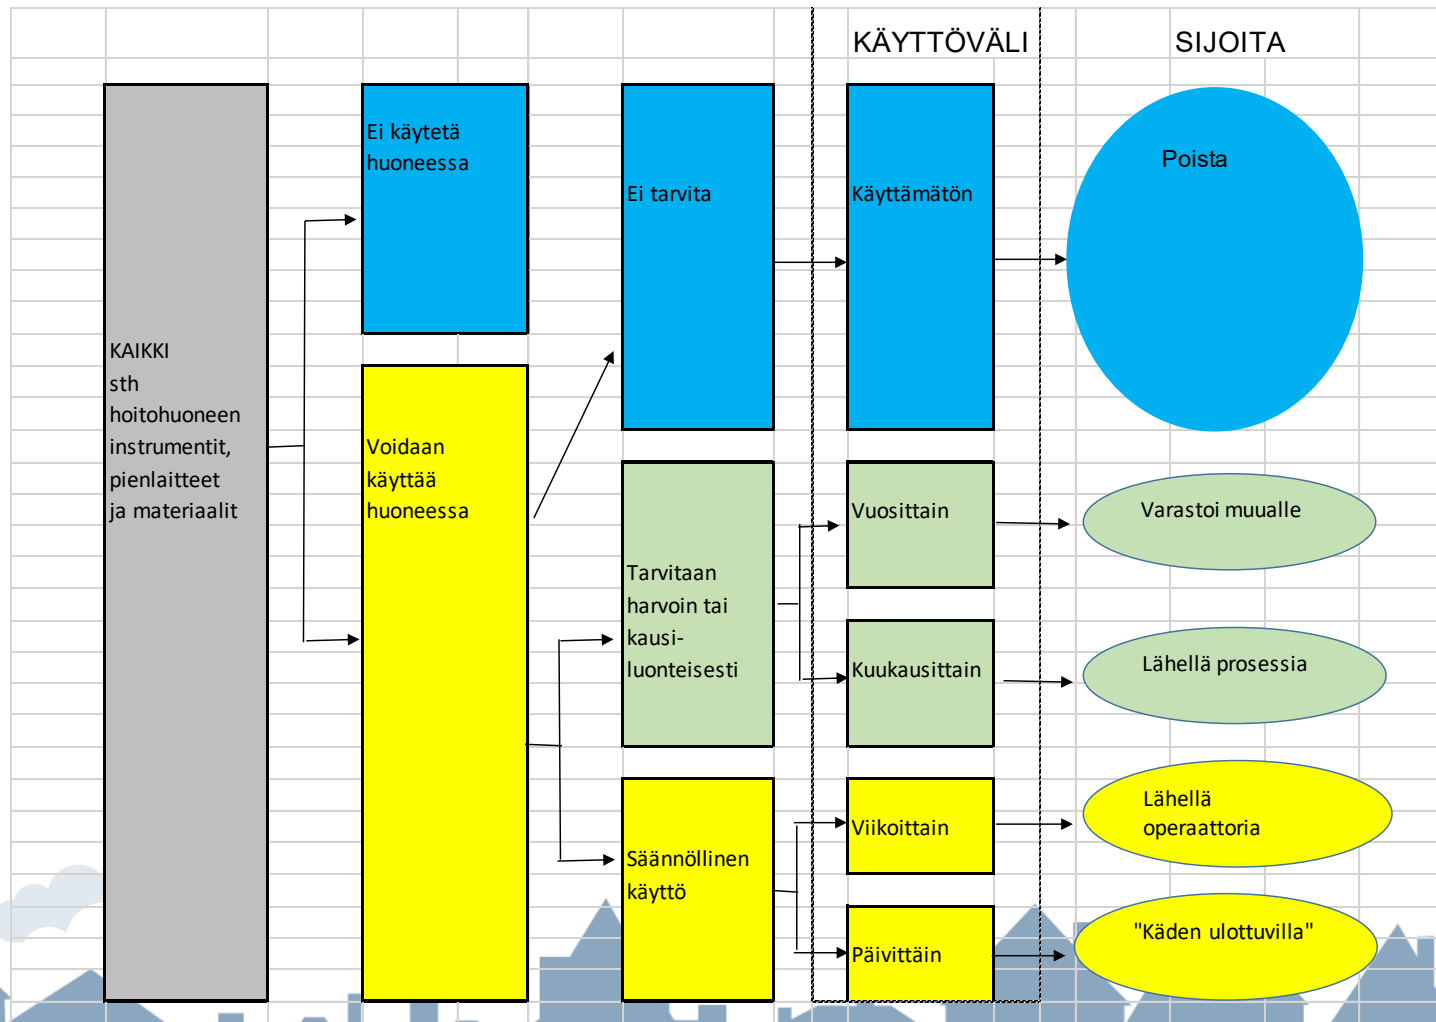 KÄYTTÖVÄLI
SIJOITA
KAIKKI
sth
hoitohuoneen
instrumentit,
pienlaitteet
ja materiaalit
Ei käytetä
huoneessa
Voidaan
käyttää
huoneessa
Ei tarvita
Tarvitaan
harvoin tai
kausi-
luonteisesti
Säännöllinen
käyttö
Käyttämätön
Vuosittain
Kuukausittain
Viikoittain
Päivittäin
Poista
Varastoi muualle
Lähellä prosessia
Lähellä
operaattoria
"Käden ulottuvilla"